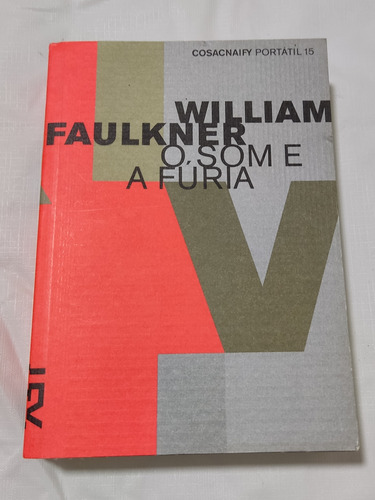 COSACNAIFY PORTÁTIL 15
WILLIAM
FAULKNER
O SOM E
A FÚRIA